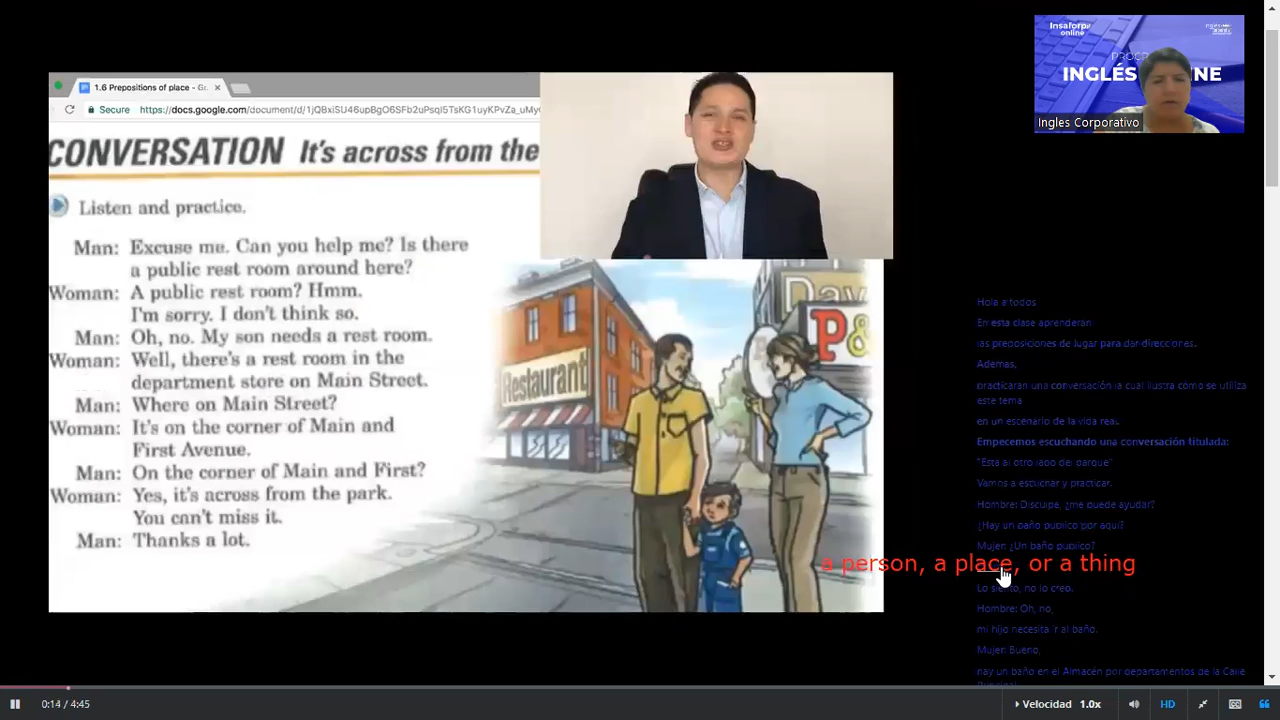 1.6 Prepositions of place - G
Secure
https://docs.google.com/document/d/1jQBxiSU46upBgO6SFb2uPsql5TsKG1uyKPvZa_uMy
CONVERSATION It's across from the
Listen and practice.
Man: Excuse me. Can you help me? Is there
a public rest room around here?
Woman: A public rest room? Hmm.
I'm sorry. I don't think so.
Man: Oh, no. My son needs a rest room.
Woman: Well, there's a rest room in the
department store on Main Street.
Man: Where on Main Street?
Woman: It's on the corner of Main and
First Avenue.
Man: On the corner of Main and First?
Woman: Yes, it's across from the park.
You can't miss it.
Man: Thanks a lot.
Restaurant
Dav
P&
Insaforp
online
INGLÉS NE
Ingles Corporativo
Hola a todos
En esta clase aprenderán
las preposiciones de lugar para dar direcciones.
Además,
practicarán una conversación la cual ilustra cómo se utiliza
este tema
en un escenario de la vida real.
Empecemos escuchando una conversación titulada:
"Está al otro lado del parque"
Vamos a escuchar y practicar.
Hombre: Disculpe, ¿me puede ayudar?
¿Hay un baño público por aquí?
Mujer: ¿Un baño público?
a person, a place, or a thing
Lo siento, no lo creo.
Hombre: Oh, no,
mi hijo necesita ir al baño.
Mujer: Bueno,
hay un baño en el Almacén por departamentos de la Calle
Principal
0:14 / 4:45
Velocidad 1.0x
HD